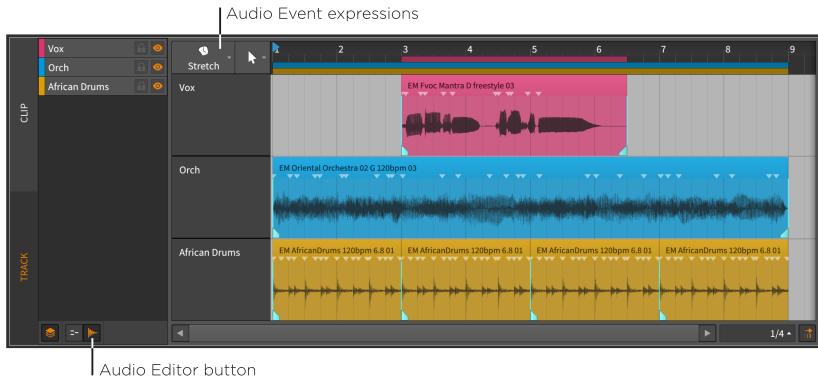 Audio Event expressions
Vox
Orch
African Drums
CLIP
TRACK
Stretch
1 2 3 4 5 6 7 8 9
Vox
EM Fvoc Mantra D freestyle 03
Orch
EM Oriental Orchestra 02 G 120bpm 03
African Drums
EM AfricanDrums 120bpm 6.8 01 EM AfricanDrums 120bpm 6.8 01 EM AfricanDrums 120bpm 6.8 01 EM AfricanDrums 120bpm 6.8 01
1/4
Audio Editor button